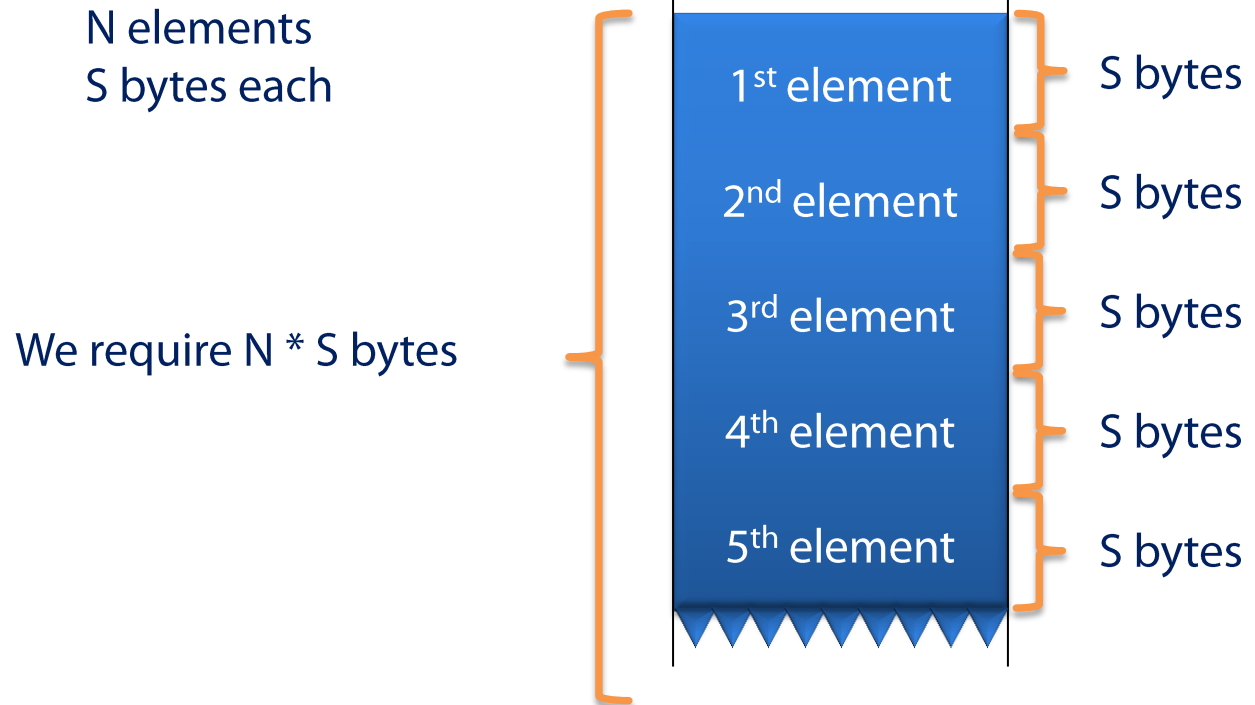 N elements
S bytes each
1st element
S bytes
2nd element
S bytes
3rd element
S bytes
We require N * S bytes
4th element
S bytes
5th element
S bytes